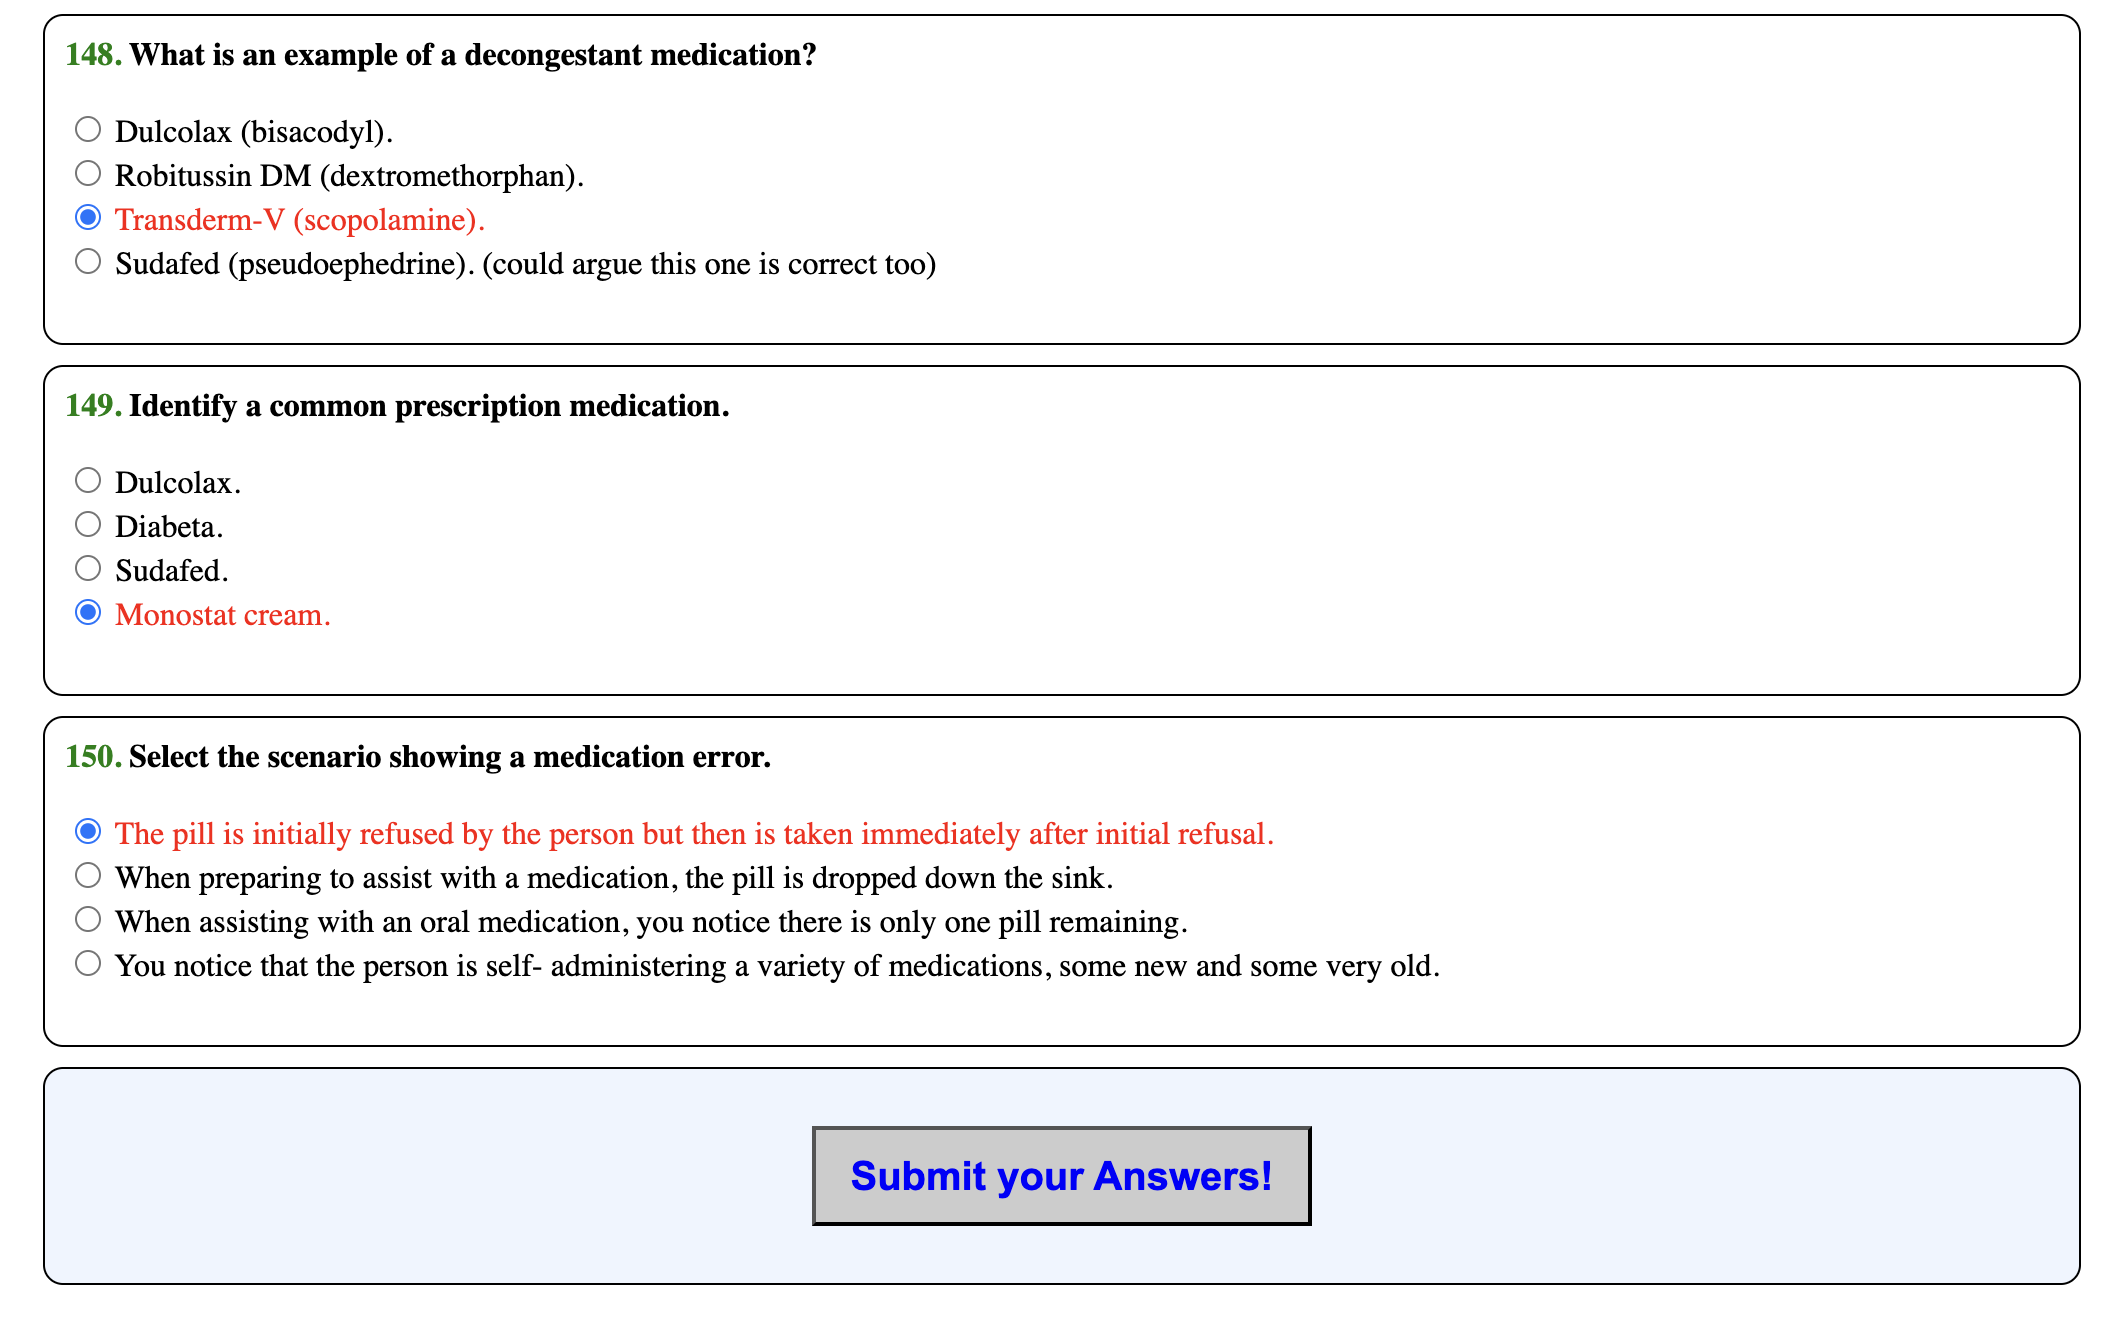 148. What is an example of a decongestant medication?
Dulcolax (bisacodyl).
Robitussin DM (dextromethorphan).
Transderm-V (scopolamine).
Sudafed (pseudoephedrine). (could argue this one is correct too)
149. Identify a common prescription medication.
Dulcolax.
Diabeta.
Sudafed.
Monostat cream.
150. Select the scenario showing a medication error.
The pill is initially refused by the person but then is taken immediately after initial refusal.
When preparing to assist with a medication, the pill is dropped down the sink.
When assisting with an oral medication, you notice there is only one pill remaining.
You notice that the person is self- administering a variety of medications, some new and some very old.
Submit your Answers!